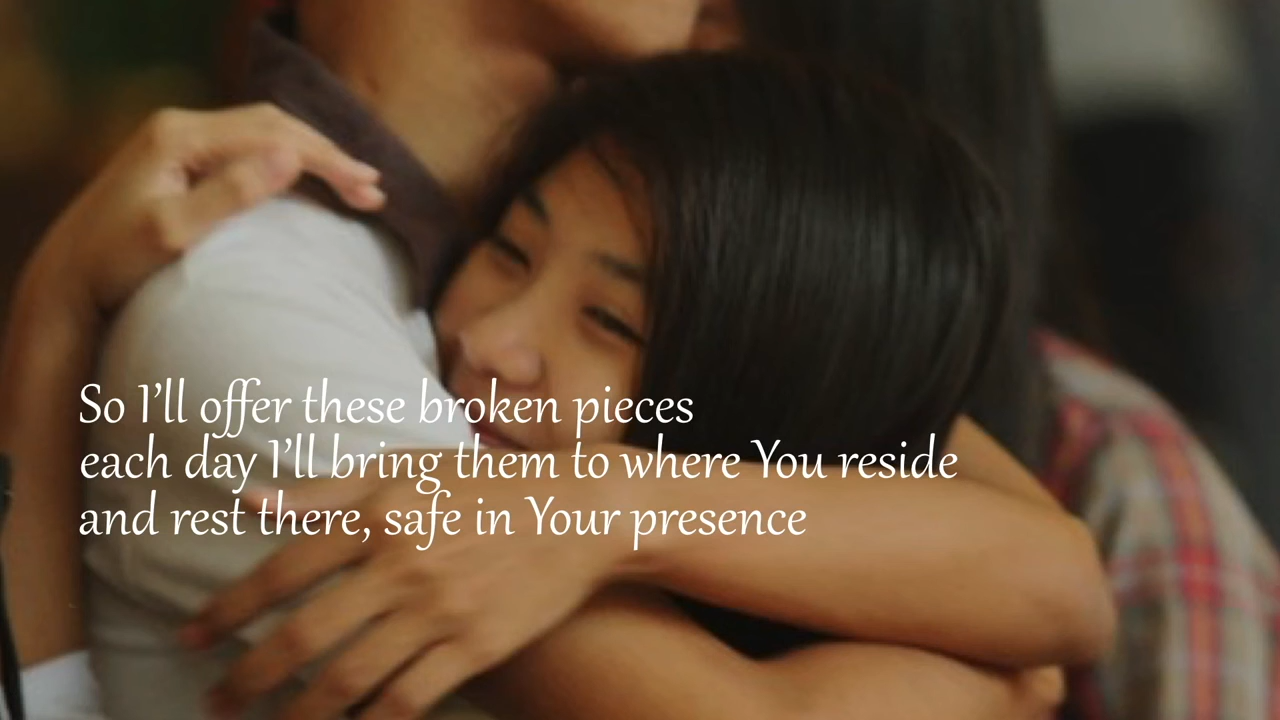 So I’ll offer these broken pieces
each day I’ll bring them to where You reside
and rest there, safe in Your presence